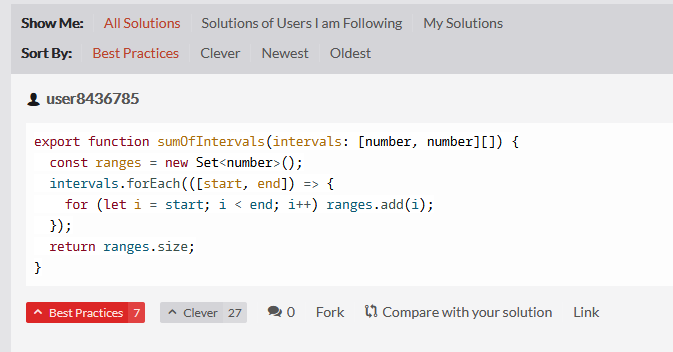 Show Me: All Solutions Solutions of Users I am Following My Solutions
Sort By: Best Practices Clever Newest Oldest
user8436785
export function sumOfIntervals(intervals: [number, number][]) {
  const ranges = new Set<number>();
  intervals.forEach(([start, end]) => {
    for (let i = start; i < end; i++) ranges.add(i);
  });
  return ranges.size;
}
Best Practices 7 Clever 27 0 Fork Compare with your solution Link